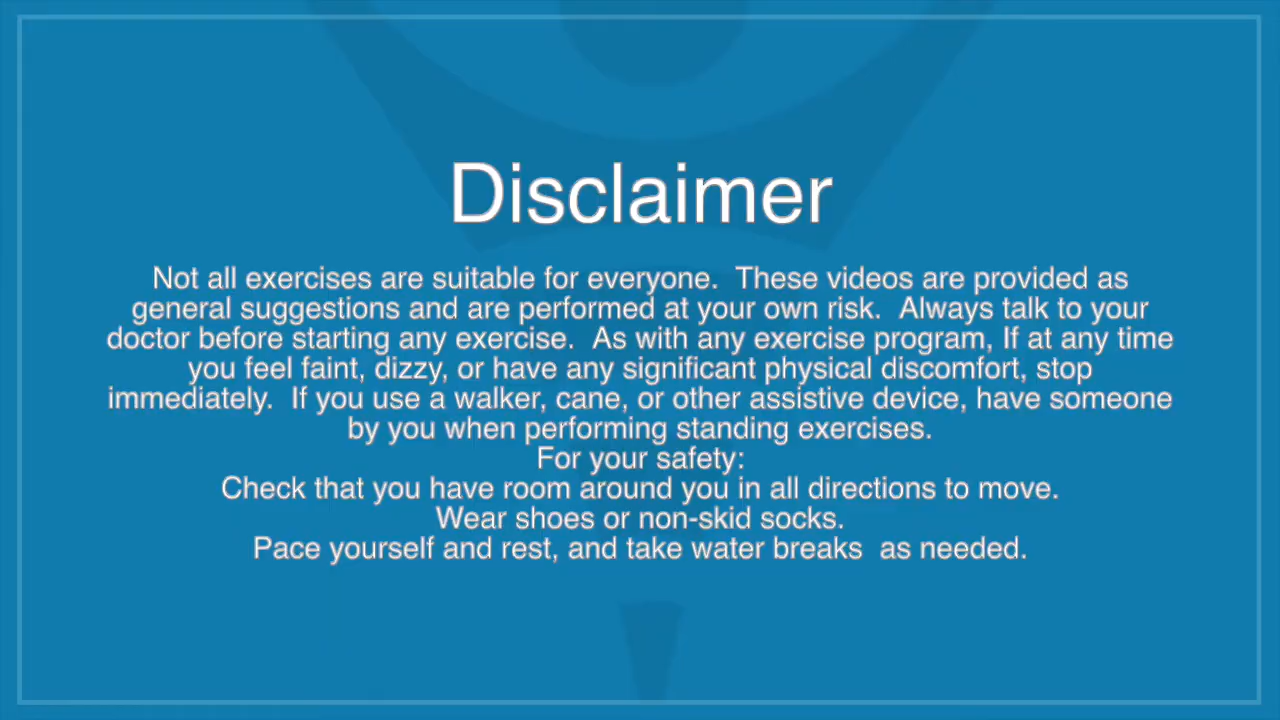 Disclaimer
Not all exercises are suitable for everyone.  These videos are provided as
general suggestions and are performed at your own risk.  Always talk to your
doctor before starting any exercise.  As with any exercise program, If at any time
you feel faint, dizzy, or have any significant physical discomfort, stop
immediately.  If you use a walker, cane, or other assistive device, have someone
by you when performing standing exercises.
For your safety:
Check that you have room around you in all directions to move.
Wear shoes or non-skid socks.
Pace yourself and rest, and take water breaks  as needed.